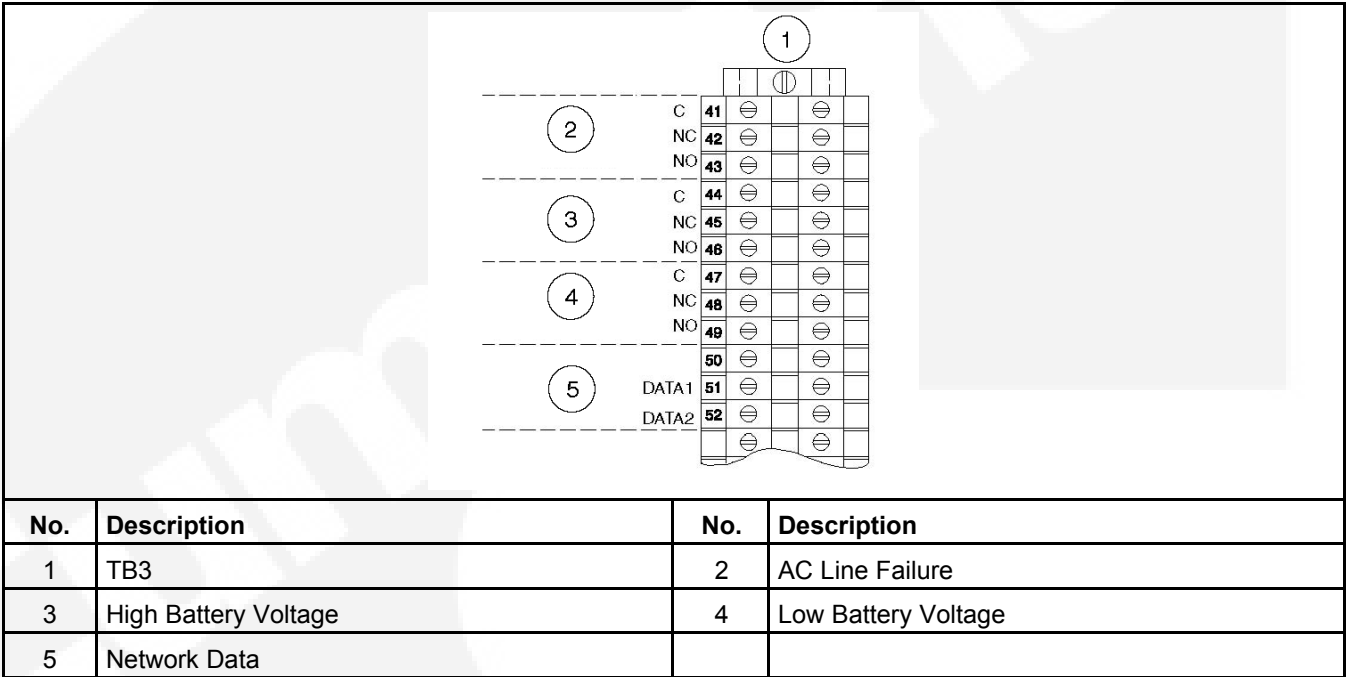 1
2
C 41
NC 42
NO 43
3
C 44
NC 45
NO 46
4
C 47
NC 48
NO 49
50
5
DATA1 51
DATA2 52
No. Description No. Description
1 TB3 2 AC Line Failure
3 High Battery Voltage 4 Low Battery Voltage
5 Network Data